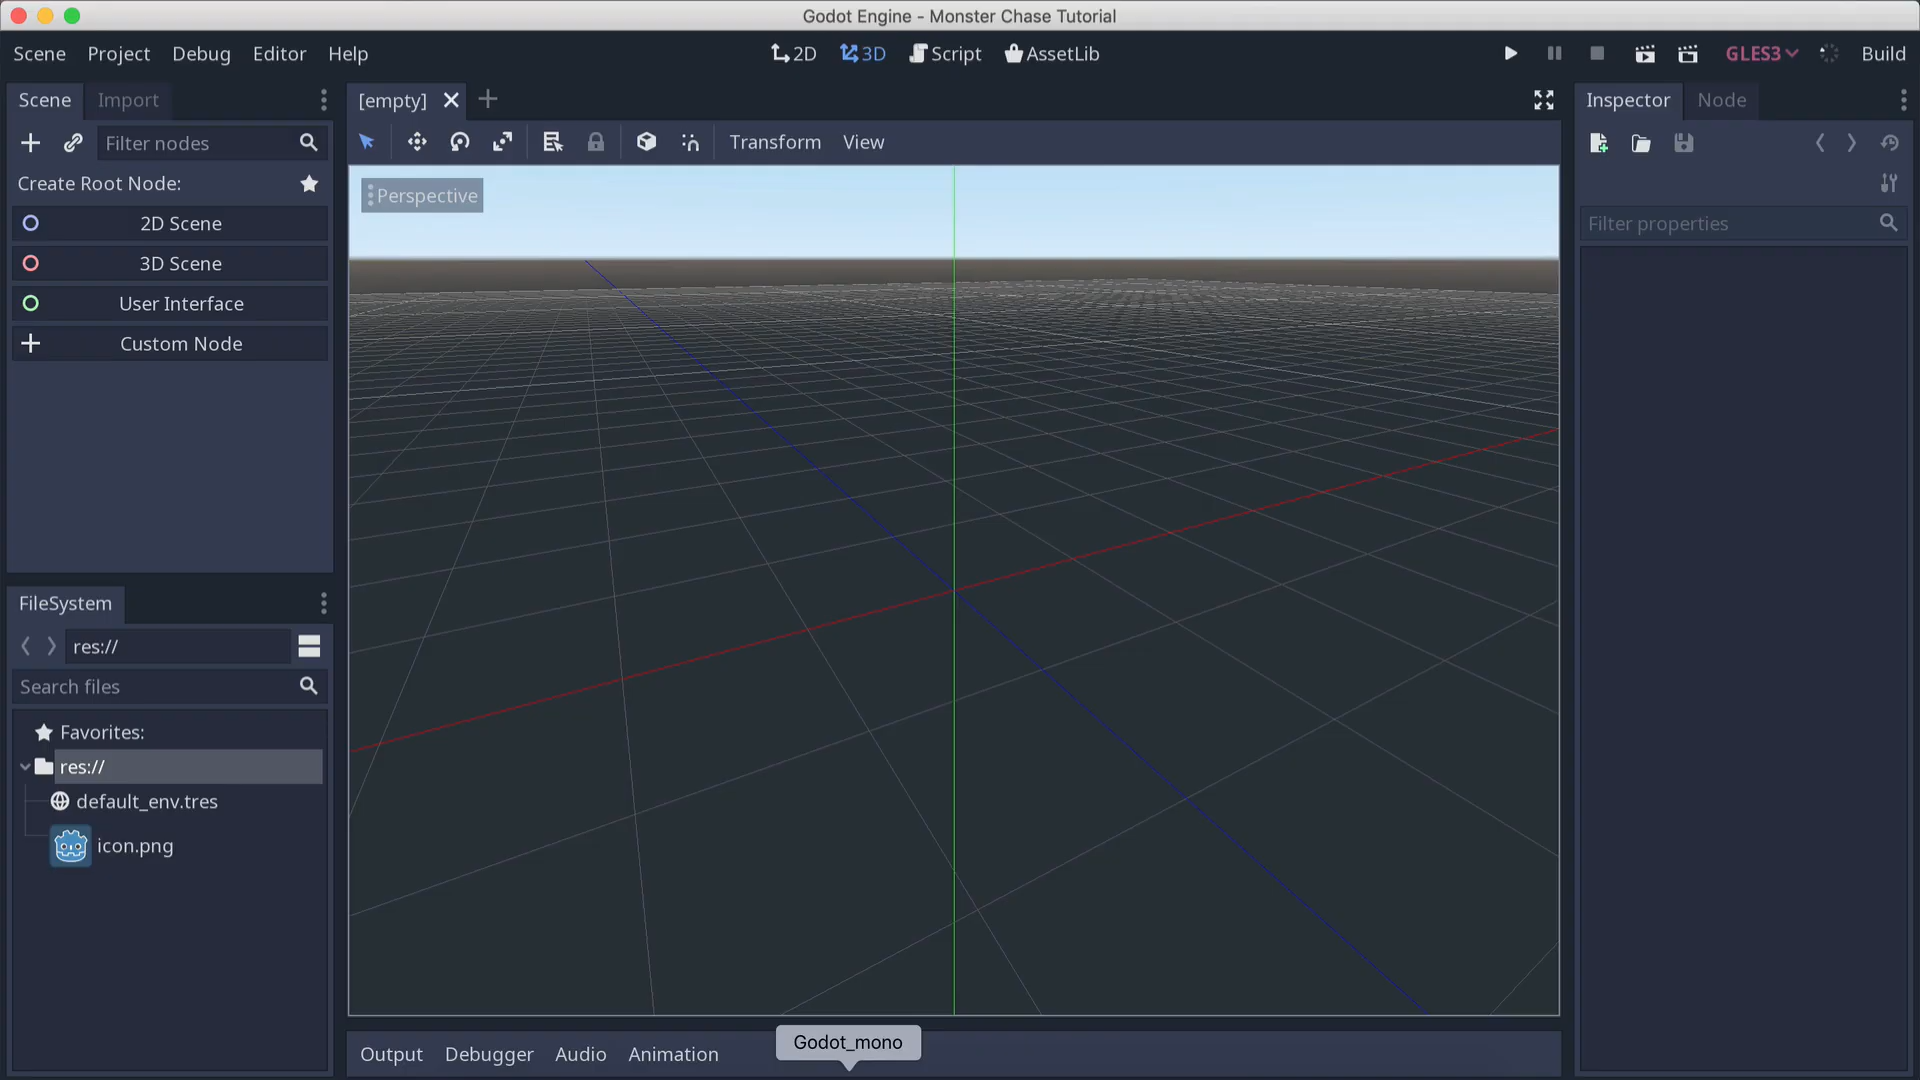 Godot Engine - Monster Chase Tutorial
Scene Project Debug Editor Help 2D 3D Script AssetLib GLES3 Build
Scene Import [empty] Inspector Node
Filter nodes Transform View
Create Root Node:
Perspective
2D Scene
Filter properties
3D Scene
User Interface
Custom Node
FileSystem
res://
Search files
Favorites:
res://
default_env.tres
icon.png
Output Debugger Audio Animation
Godot_mono